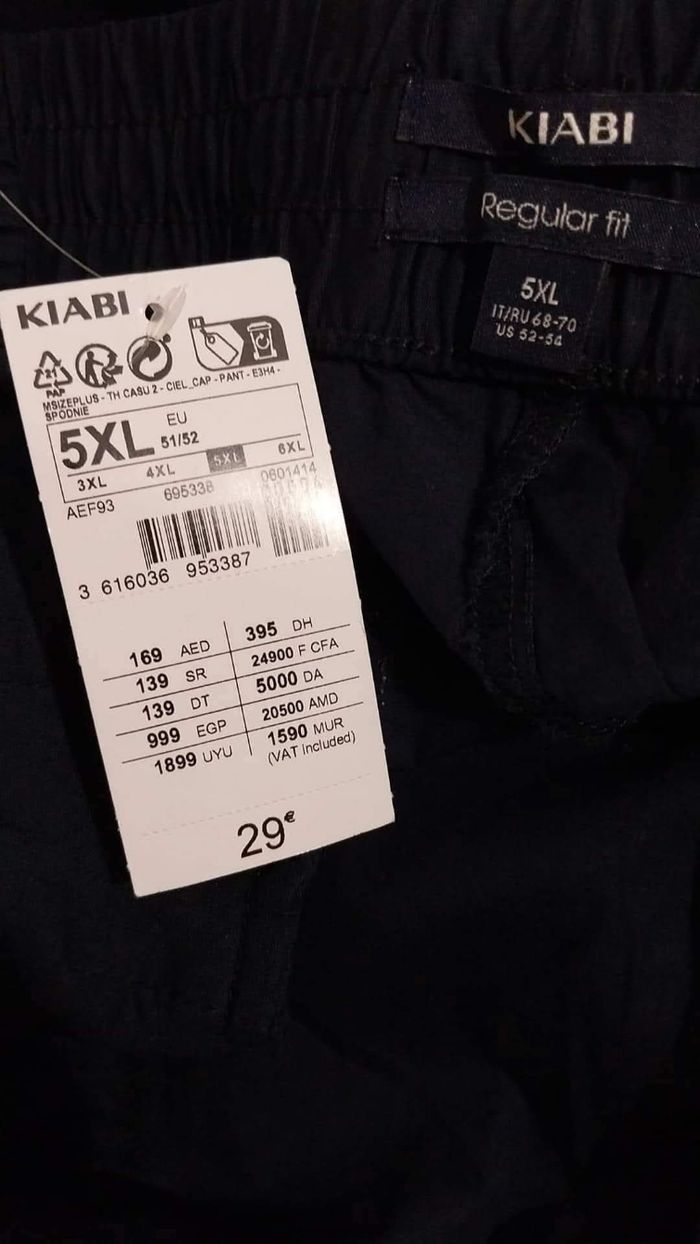 KIABI
Regular fit
5XL
IT/RU 68-70
US 52-54
KIABI
21
PAP
MSIZEPLUS - TH CASU 2 - CIEL_CAP - PANT - E3H4 -
SPODNIE
5XL EU 51/52
3XL 4XL 5XL 6XL
AEF93 695338 0601414
3 616036 953387
169 AED 395 DH
139 SR 24900 F CFA
139 DT 5000 DA
999 EGP 20500 AMD
1899 UYU 1590 MUR
(VAT included)
29€